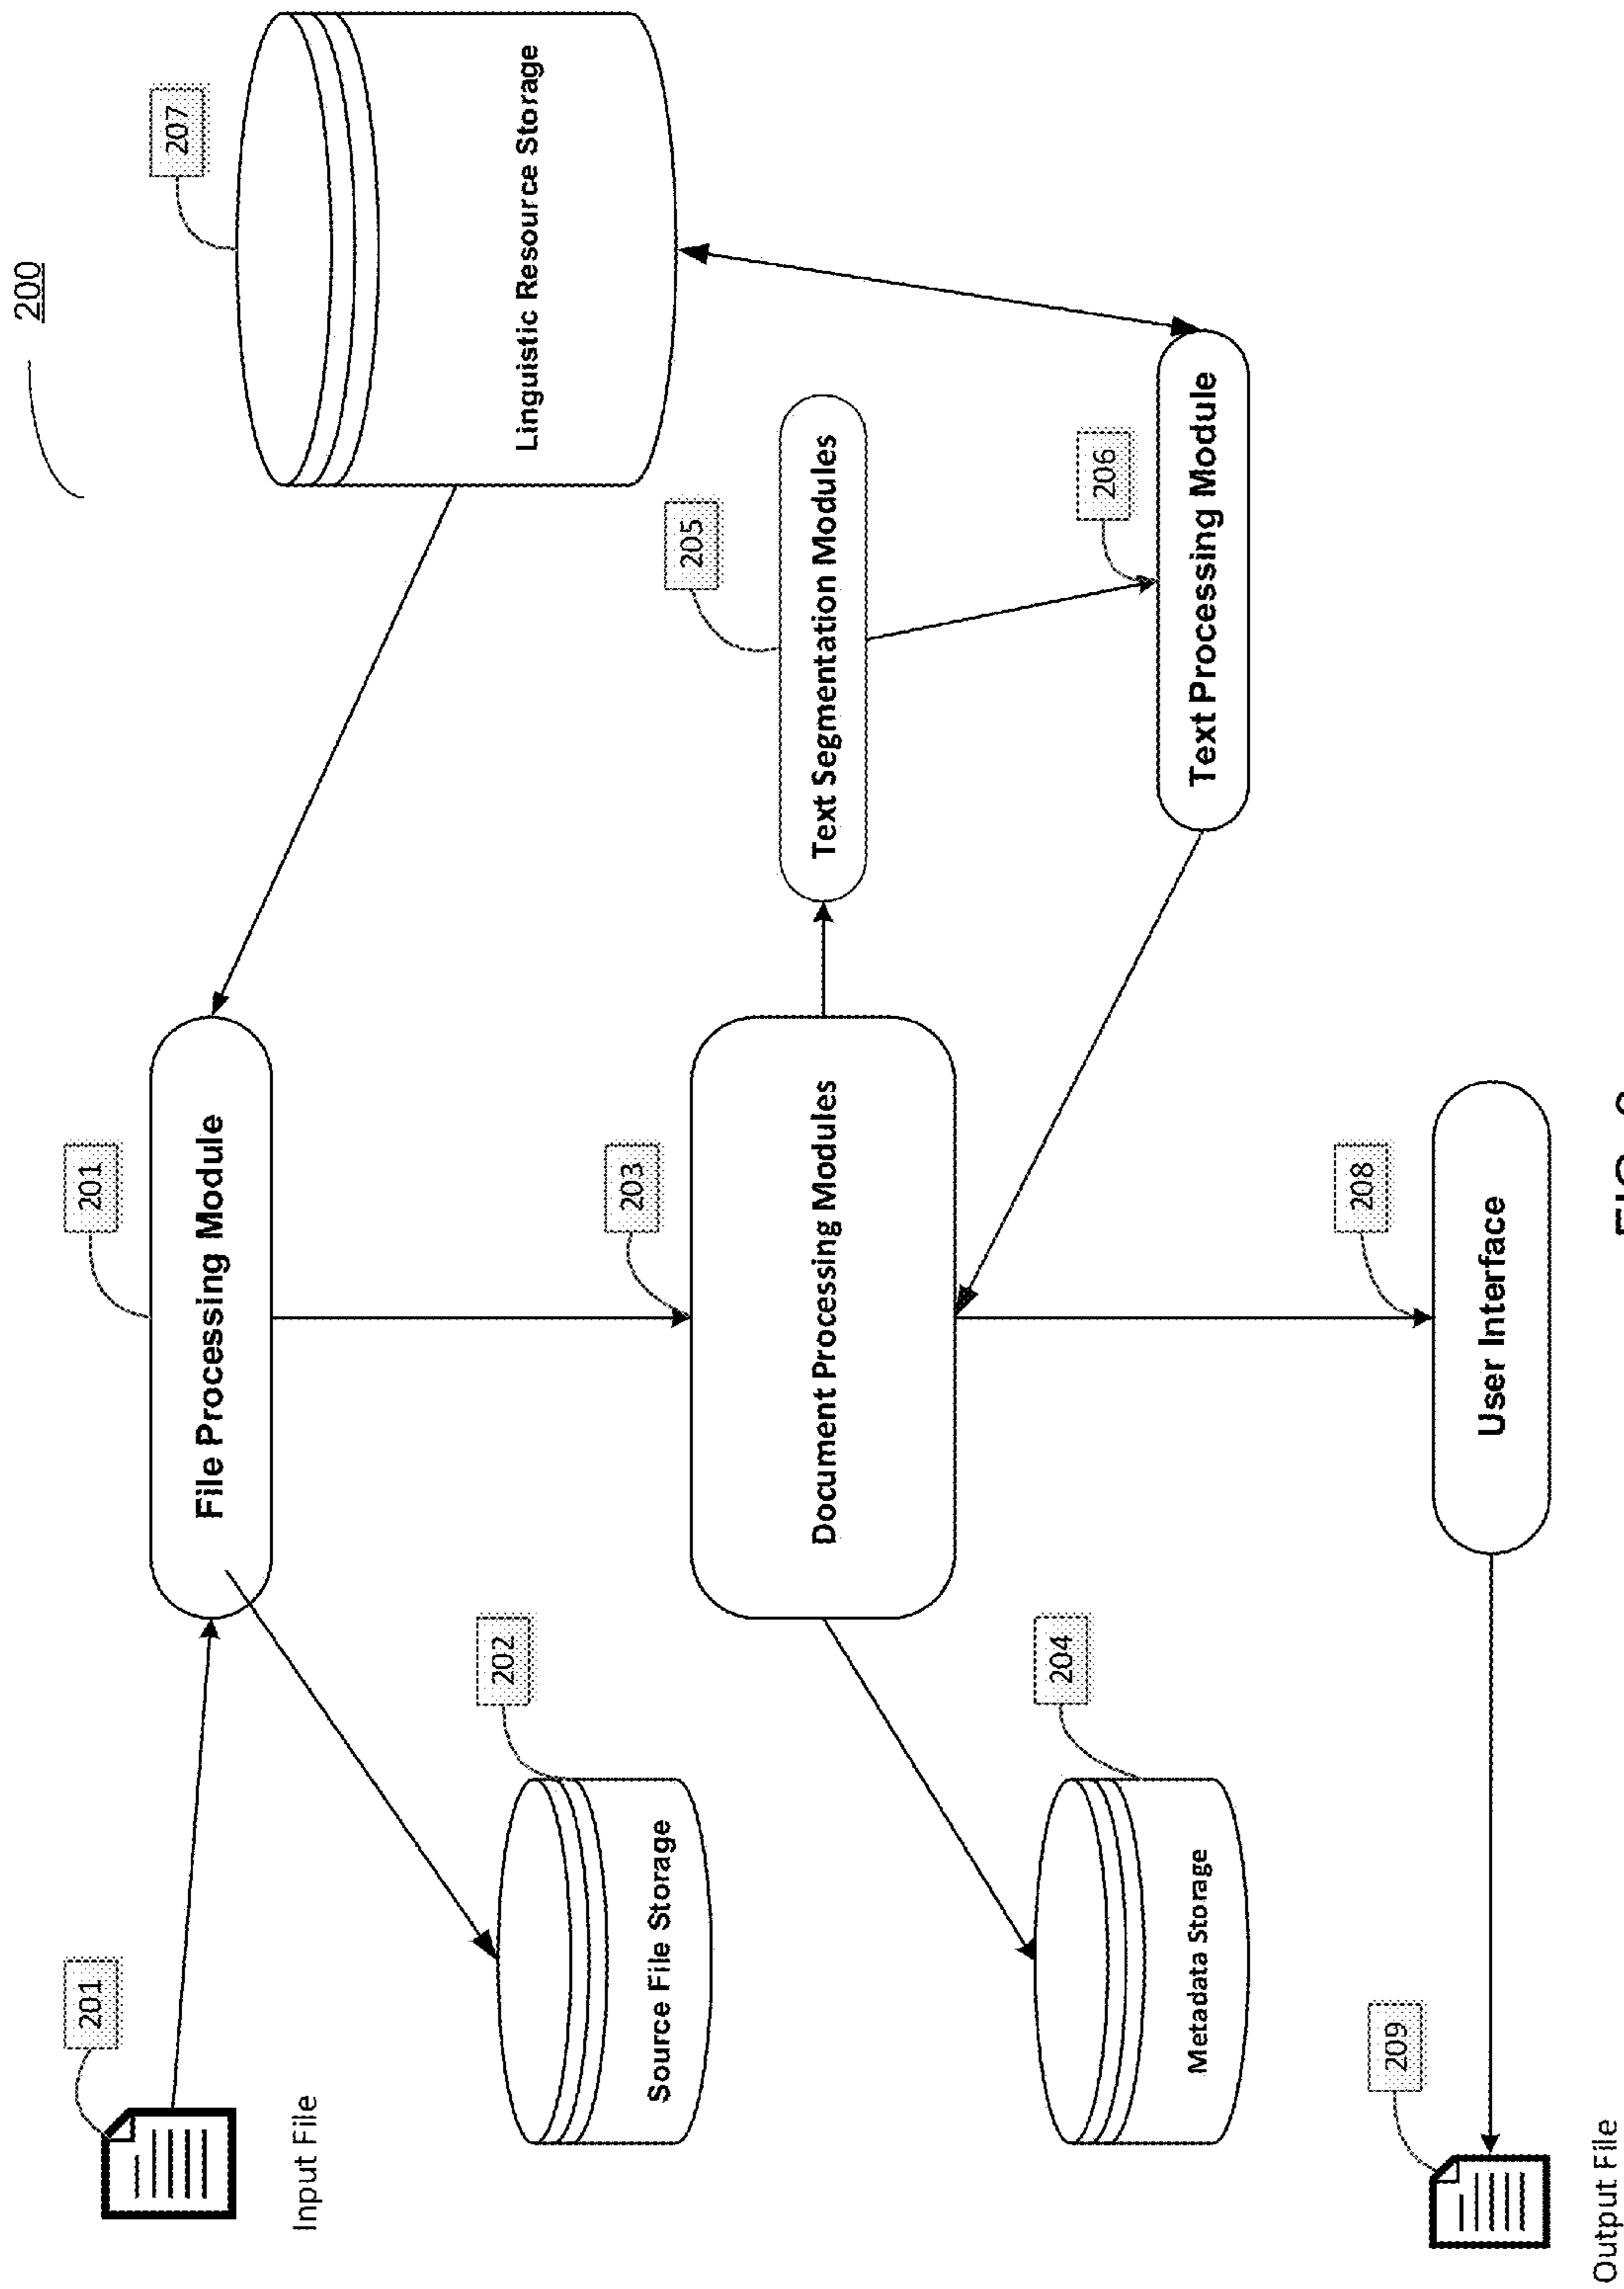 200
201
201
207
File Processing Module
Input File
202
Linguistic Resource Storage
203
Source File Storage
205
Document Processing Modules
Text Segmentation Modules
204
206
Metadata Storage
Text Processing Module
208
209
User Interface
Output File